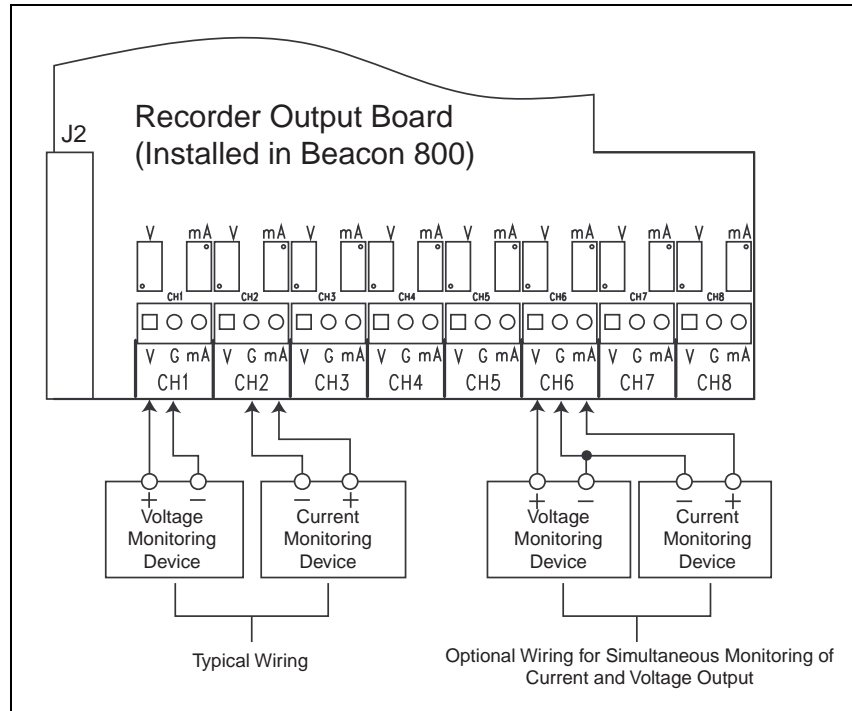 Recorder Output Board
(Installed in Beacon 800)
J2
V mA V mA V mA V mA V mA V mA V mA V mA
CH1 CH2 CH3 CH4 CH5 CH6 CH7 CH8
V G mA V G mA V G mA V G mA V G mA V G mA V G mA V G mA
CH1 CH2 CH3 CH4 CH5 CH6 CH7 CH8
+ − − + + − − +
Voltage
Monitoring
Device
Current
Monitoring
Device
Voltage
Monitoring
Device
Current
Monitoring
Device
Typical Wiring
Optional Wiring for Simultaneous Monitoring of
Current and Voltage Output